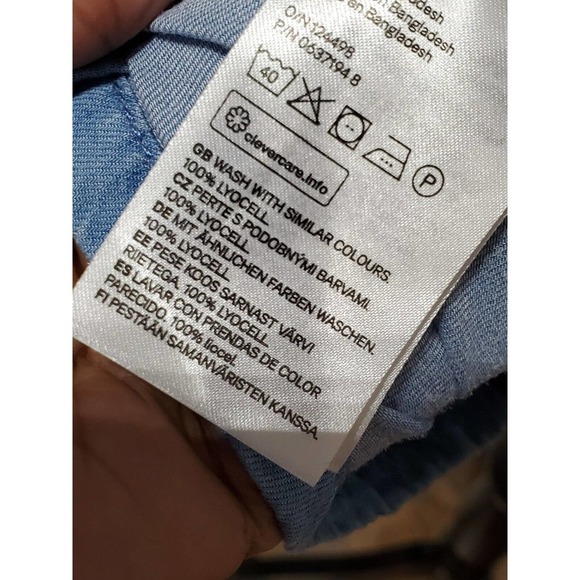 Bangladesh
en Bangladesh
O/N 124498
P/N 0637194 8
40
P
clevercare.info
GB WASH WITH SIMILAR COLOURS.
100% LYOCELL
CZ PERTE S PODOBNÝMI BARVAMI.
100% LYOCELL
DE MIT ÄHNLICHEN FARBEN WASCHEN.
100% LYOCELL
EE PESE KOOS SARNAST VÄRVI
RIIETEGA. 100% LYOCELL
ES LAVAR CON PRENDAS DE COLOR
PARECIDO. 100% liocel.
FI PESTÄÄN SAMANVÄRISTEN KANSSA.